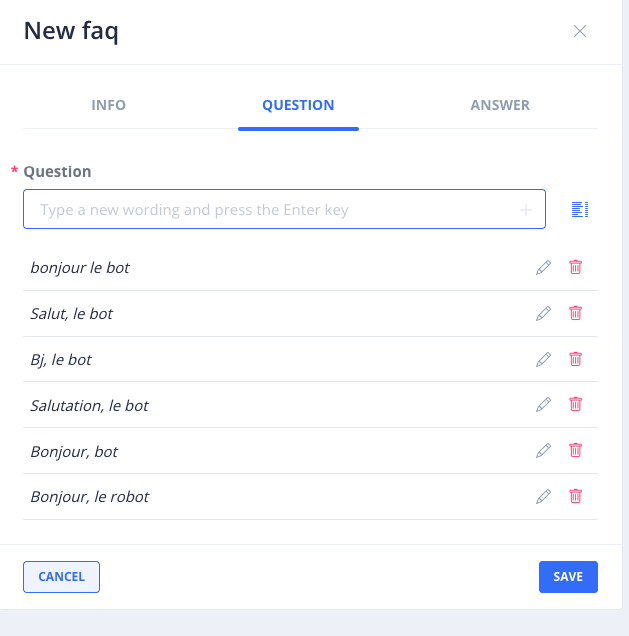 New faq
INFO
QUESTION
ANSWER
* Question
Type a new wording and press the Enter key
bonjour le bot
Salut, le bot
Bj, le bot
Salutation, le bot
Bonjour, bot
Bonjour, le robot
CANCEL
SAVE